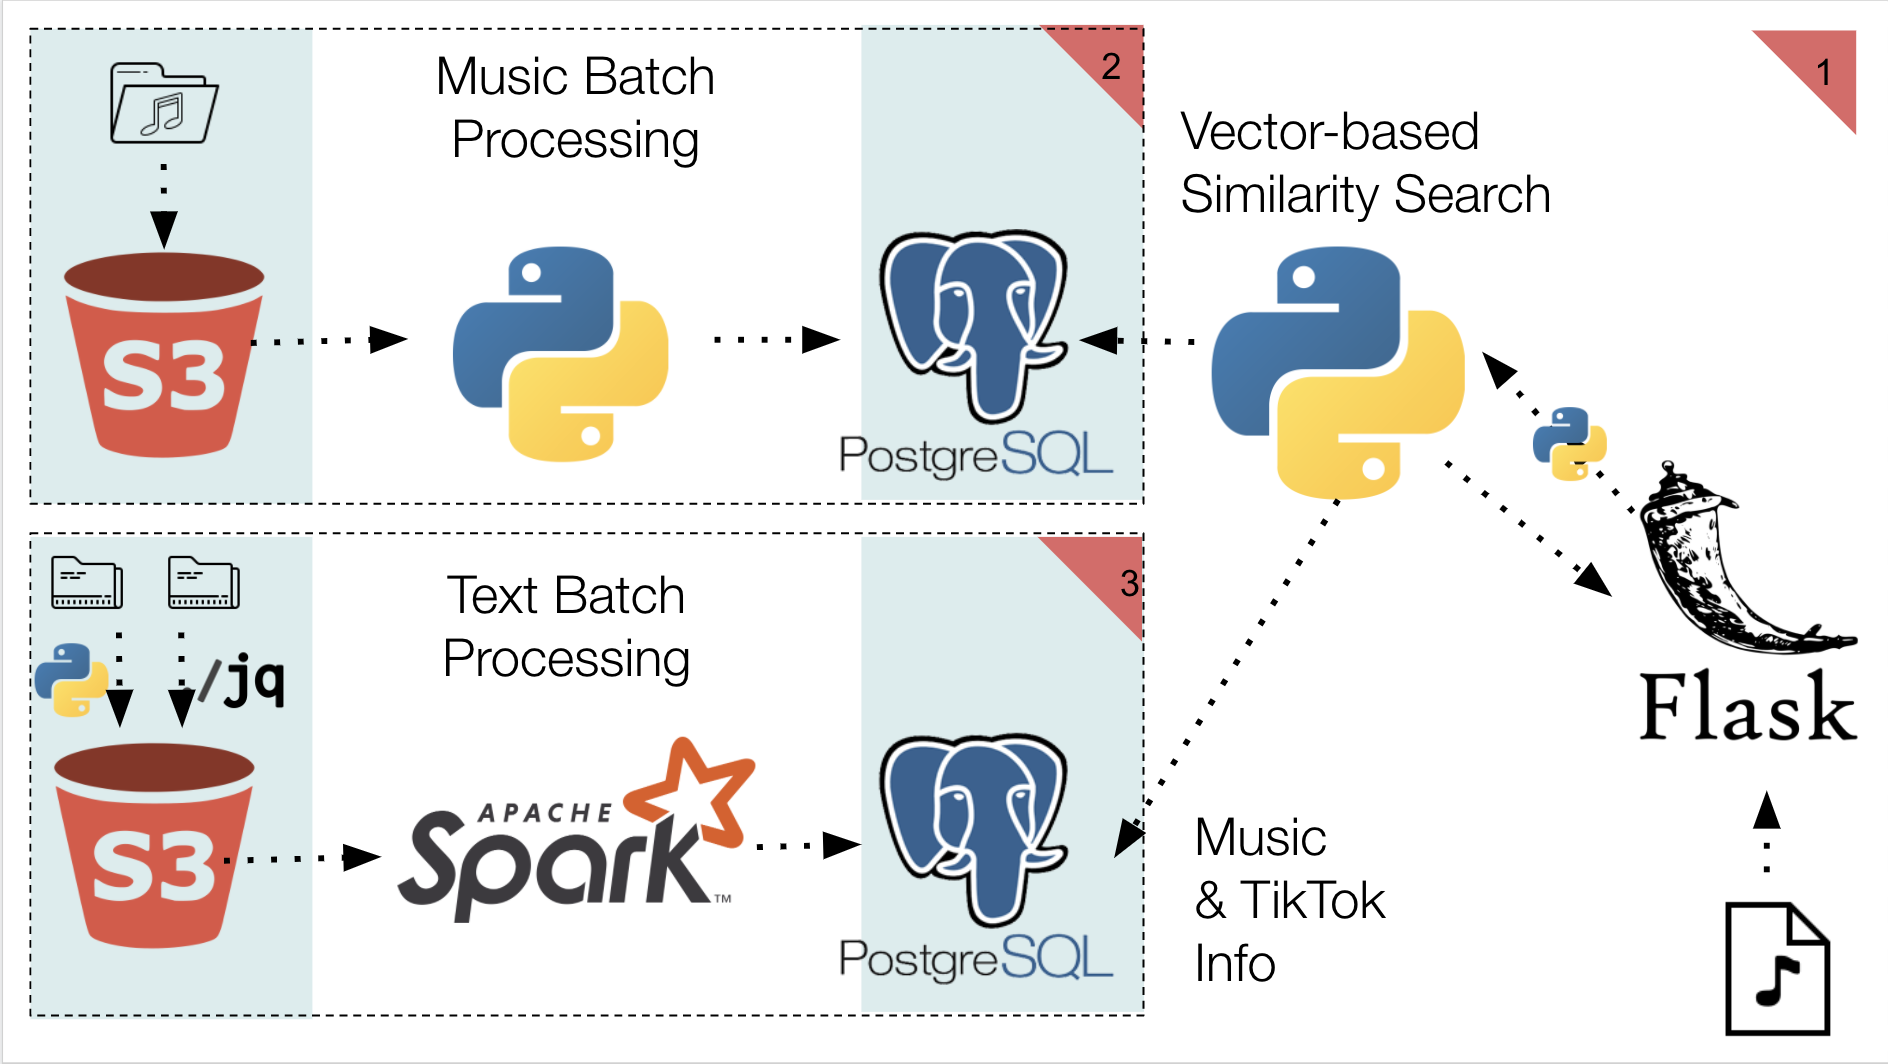 Music Batch
Processing
2
S3
PostgreSQL
Vector-based
Similarity Search
1
Flask
Text Batch
Processing
3
/jq
S3
APACHE
Spark™
PostgreSQL
Music
& TikTok
Info